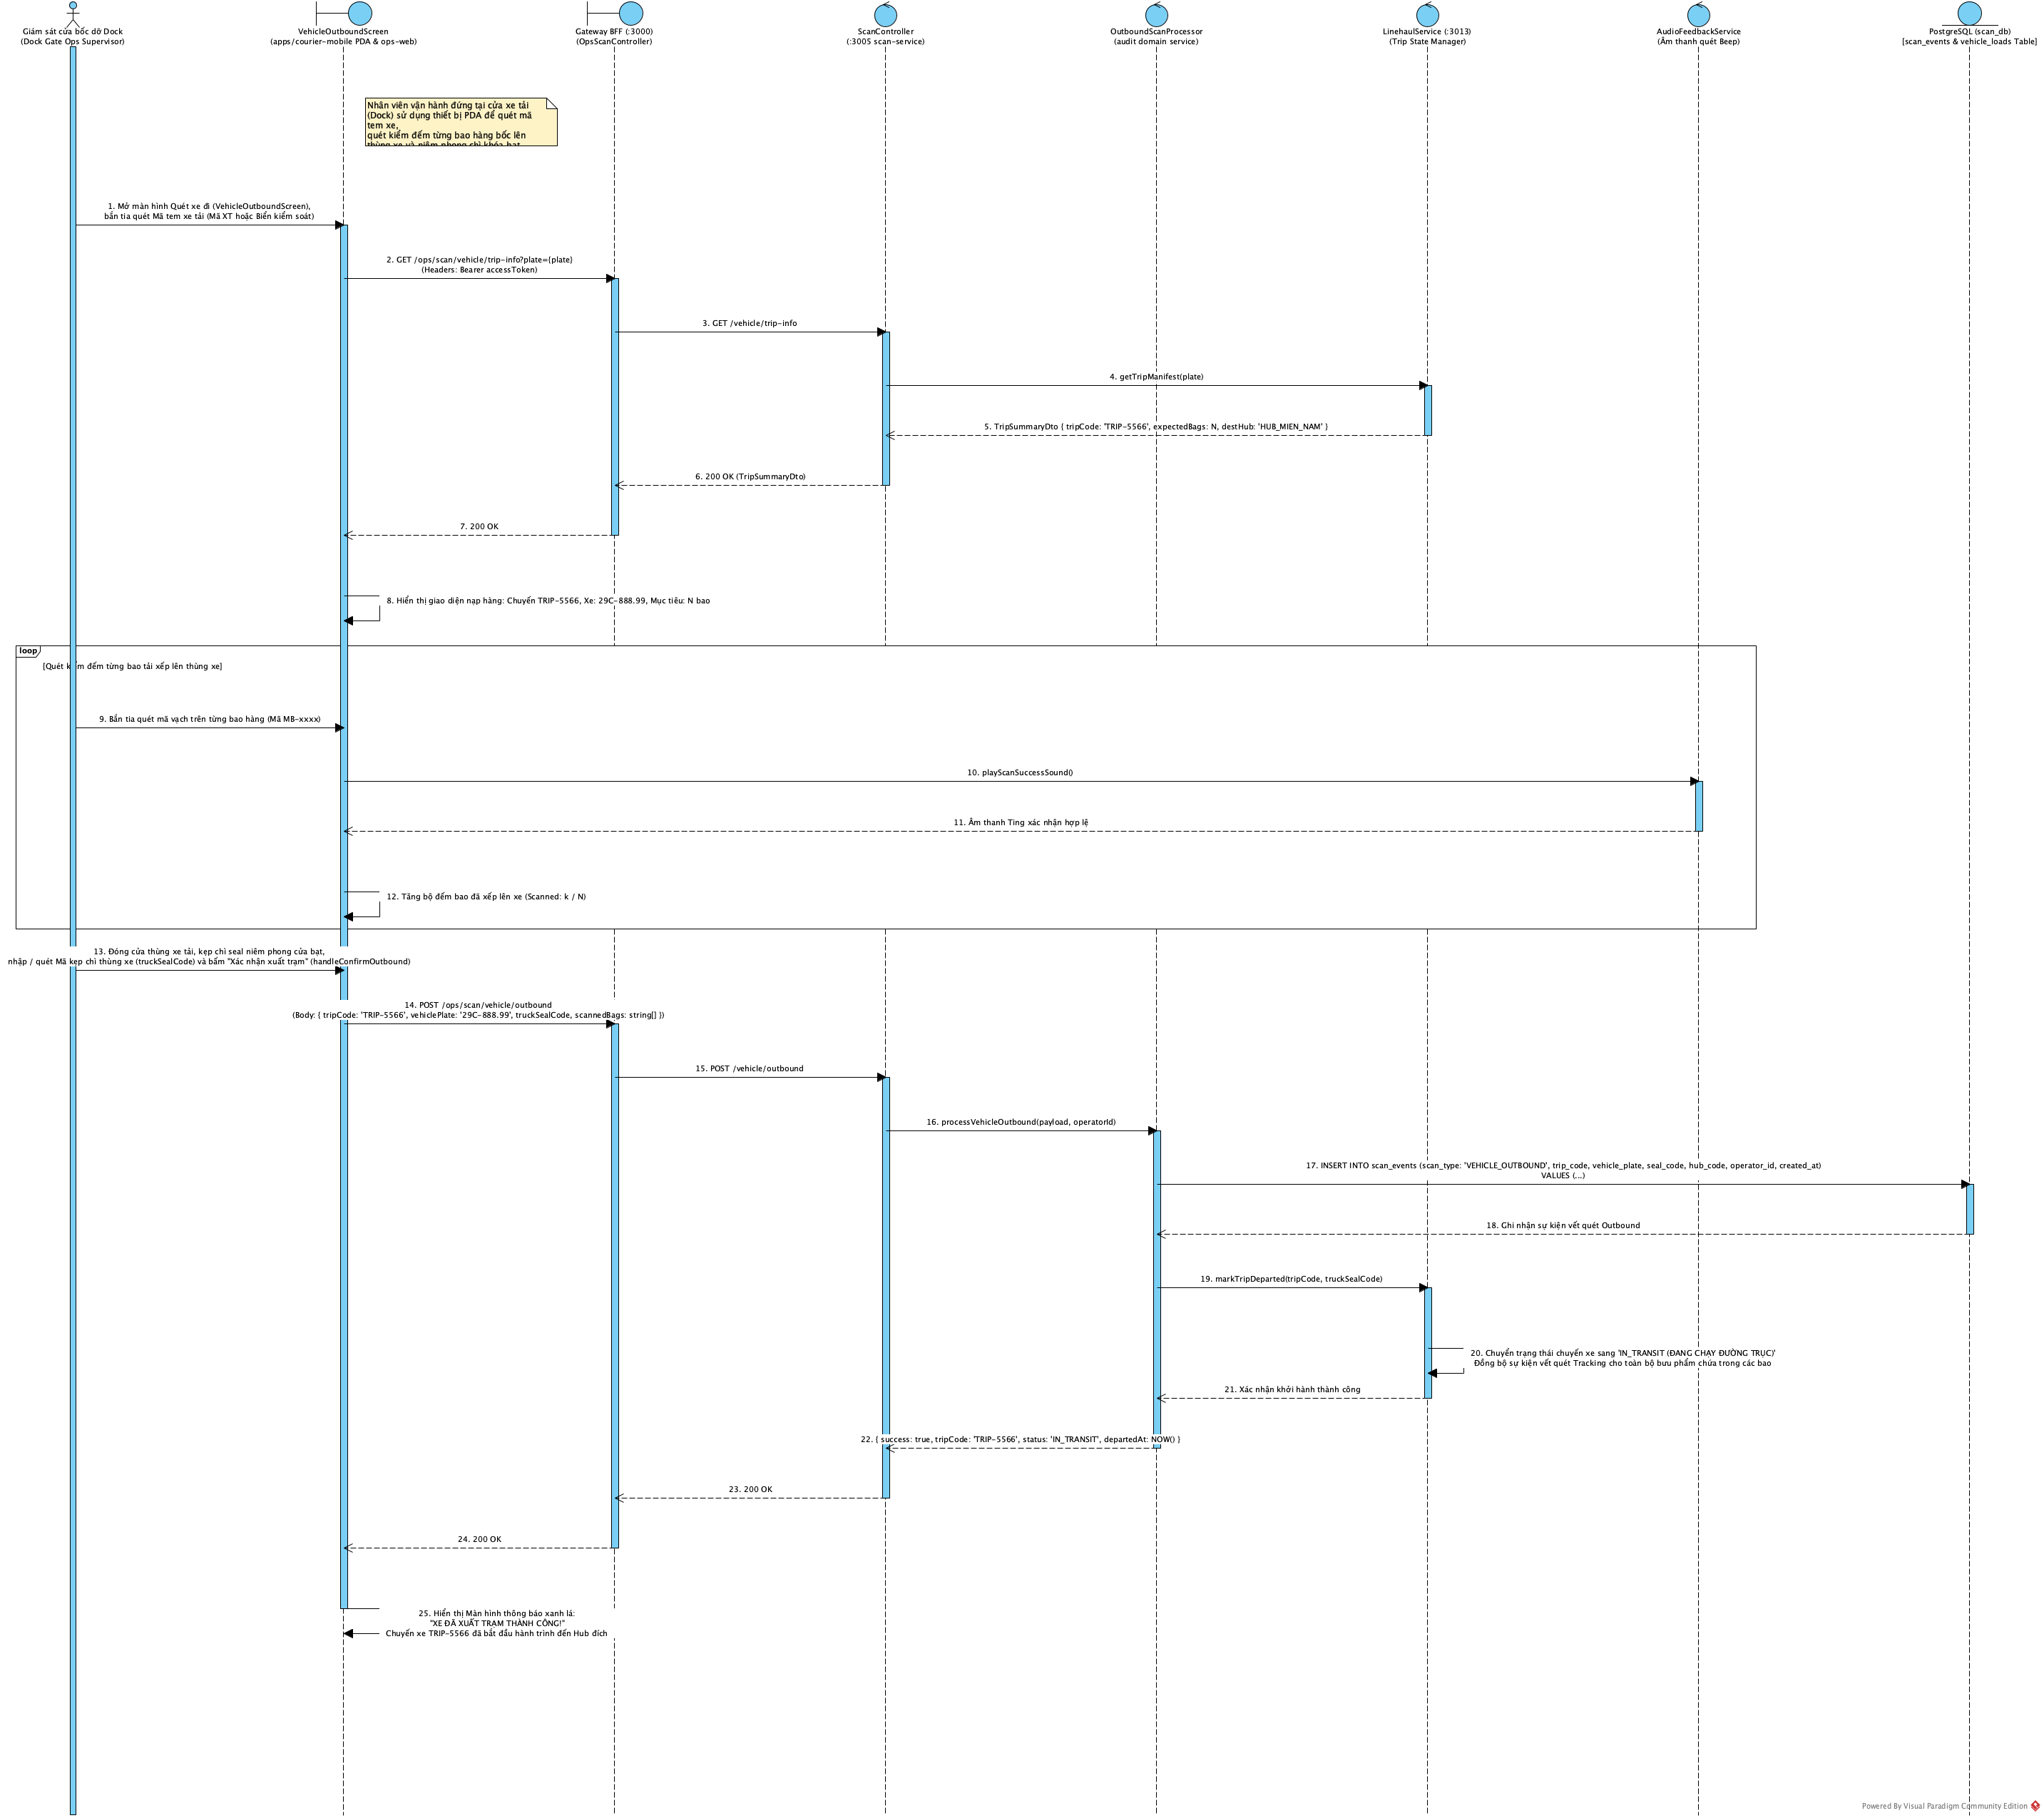 Giám sát cửa bốc dỡ Dock
(Dock Gate Ops Supervisor)
VehicleOutboundScreen
(apps/courier-mobile PDA & ops-web)
Gateway BFF (:3000)
(OpsScanController)
ScanController
(:3005 scan-service)
OutboundScanProcessor
(audit domain service)
LinehaulService (:3013)
(Trip State Manager)
AudioFeedbackService
(Âm thanh quét Beep)
PostgreSQL (scan_db)
[scan_events & vehicle_loads Table]
Nhân viên vận hành đứng tại cửa xe tải
(Dock) sử dụng thiết bị PDA để quét mã
tem xe,
quét kiểm đếm từng bao hàng bốc lên
thùng xe và niêm phong chì khóa bạt
1. Mở màn hình Quét xe đi (VehicleOutboundScreen),
bắn tia quét Mã tem xe tải (Mã XT hoặc Biển kiểm soát)
2. GET /ops/scan/vehicle/trip-info?plate={plate}
(Headers: Bearer accessToken)
3. GET /vehicle/trip-info
4. getTripManifest(plate)
5. TripSummaryDto { tripCode: 'TRIP-5566', expectedBags: N, destHub: 'HUB_MIEN_NAM' }
6. 200 OK (TripSummaryDto)
7. 200 OK
8. Hiển thị giao diện nạp hàng: Chuyến TRIP-5566, Xe: 29C-888.99, Mục tiêu: N bao
loop
[Quét kiểm đếm từng bao tải xếp lên thùng xe]
9. Bắn tia quét mã vạch trên từng bao hàng (Mã MB-xxxx)
10. playScanSuccessSound()
11. Âm thanh Ting xác nhận hợp lệ
12. Tăng bộ đếm bao đã xếp lên xe (Scanned: k / N)
13. Đóng cửa thùng xe tải, kẹp chì seal niêm phong cửa bạt,
nhập / quét Mã kẹp chì thùng xe (truckSealCode) và bấm "Xác nhận xuất trạm" (handleConfirmOutbound)
14. POST /ops/scan/vehicle/outbound
(Body: { tripCode: 'TRIP-5566', vehiclePlate: '29C-888.99', truckSealCode, scannedBags: string[] })
15. POST /vehicle/outbound
16. processVehicleOutbound(payload, operatorId)
17. INSERT INTO scan_events (scan_type: 'VEHICLE_OUTBOUND', trip_code, vehicle_plate, seal_code, hub_code, operator_id, created_at)
VALUES (...)
18. Ghi nhận sự kiện vết quét Outbound
19. markTripDeparted(tripCode, truckSealCode)
20. Chuyển trạng thái chuyến xe sang 'IN_TRANSIT (ĐANG CHẠY ĐƯỜNG TRỤC)'
Đồng bộ sự kiện vết quét Tracking cho toàn bộ bưu phẩm chứa trong các bao
21. Xác nhận khởi hành thành công
22. { success: true, tripCode: 'TRIP-5566', status: 'IN_TRANSIT', departedAt: NOW() }
23. 200 OK
24. 200 OK
25. Hiển thị Màn hình thông báo xanh lá:
"XE ĐÃ XUẤT TRẠM THÀNH CÔNG!"
Chuyến xe TRIP-5566 đã bắt đầu hành trình đến Hub đích
Powered By Visual Paradigm Community Edition